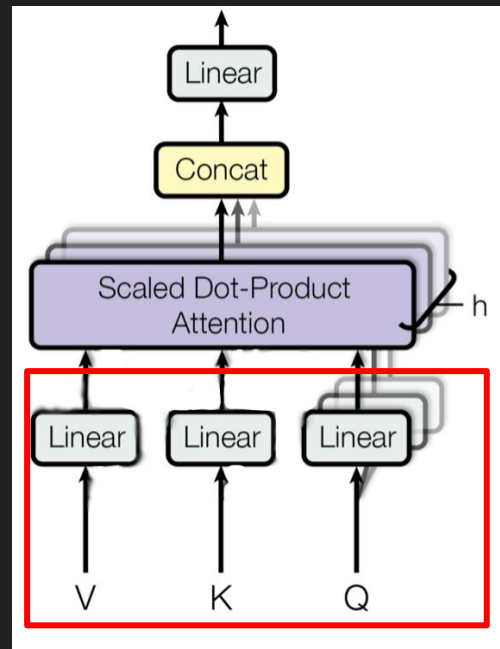 Linear
Concat
Scaled Dot-Product
Attention
h
Linear Linear Linear
V K Q